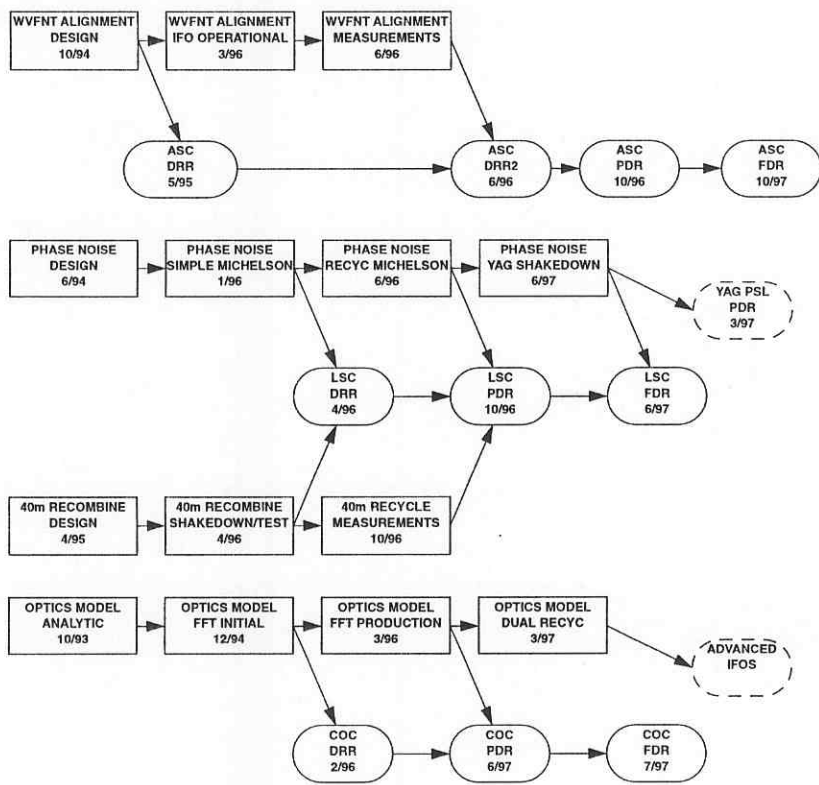 WVFNT ALIGNMENT
DESIGN
10/94
WVFNT ALIGNMENT
IFO OPERATIONAL
3/96
WVFNT ALIGNMENT
MEASUREMENTS
6/96
ASC
DRR
5/95
ASC
DRR2
6/96
ASC
PDR
10/96
ASC
FDR
10/97
PHASE NOISE
DESIGN
6/94
PHASE NOISE
SIMPLE MICHELSON
1/96
PHASE NOISE
RECYC MICHELSON
6/96
PHASE NOISE
YAG SHAKEDOWN
6/97
YAG PSL
PDR
3/97
LSC
DRR
4/96
LSC
PDR
10/96
LSC
FDR
6/97
40m RECOMBINE
DESIGN
4/95
40m RECOMBINE
SHAKEDOWN/TEST
4/96
40m RECYCLE
MEASUREMENTS
10/96
OPTICS MODEL
ANALYTIC
10/93
OPTICS MODEL
FFT INITIAL
12/94
OPTICS MODEL
FFT PRODUCTION
3/96
OPTICS MODEL
DUAL RECYC
3/97
ADVANCED
IFOS
COC
DRR
2/96
COC
PDR
6/97
COC
FDR
7/97